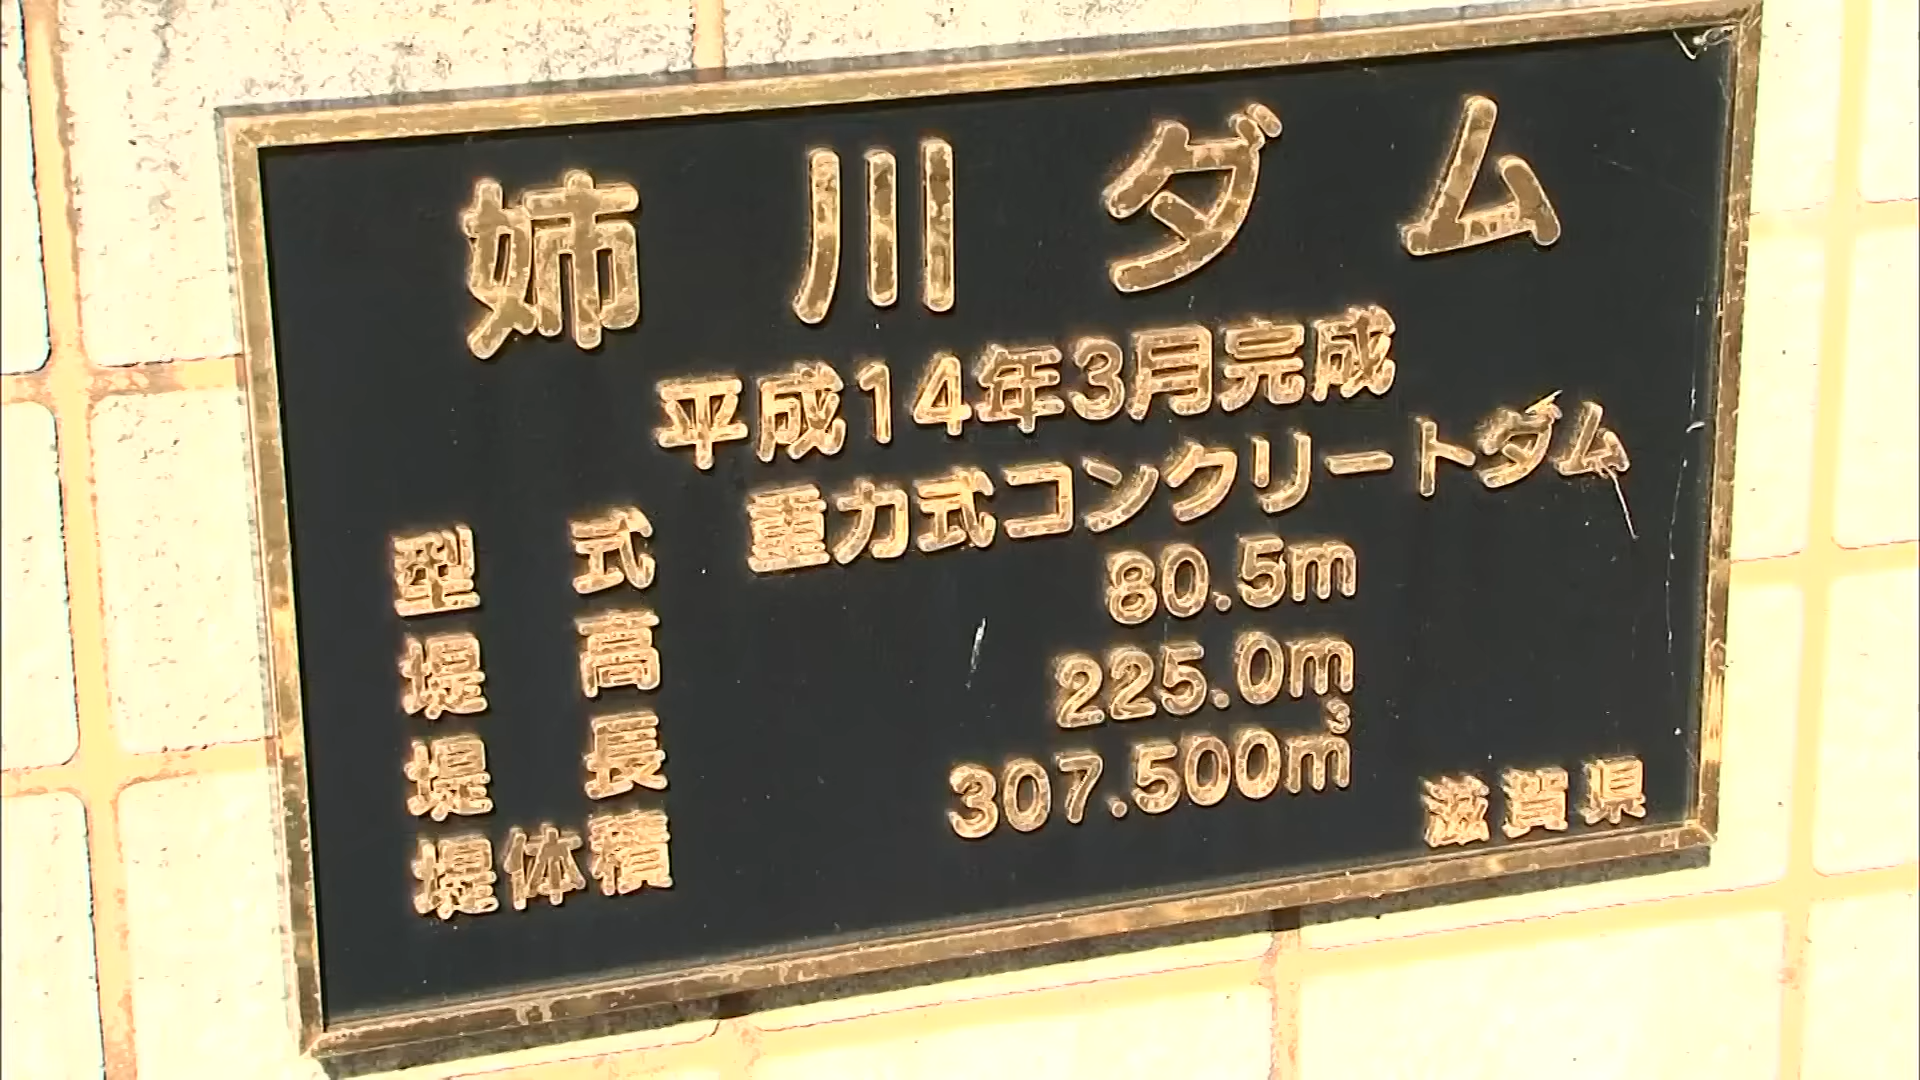 姉川ダム
平成14年3月完成
型式 重力式コンクリートダム
堤高 80.5m
堤長 225.0m
堤体積 307.500m³
滋賀県